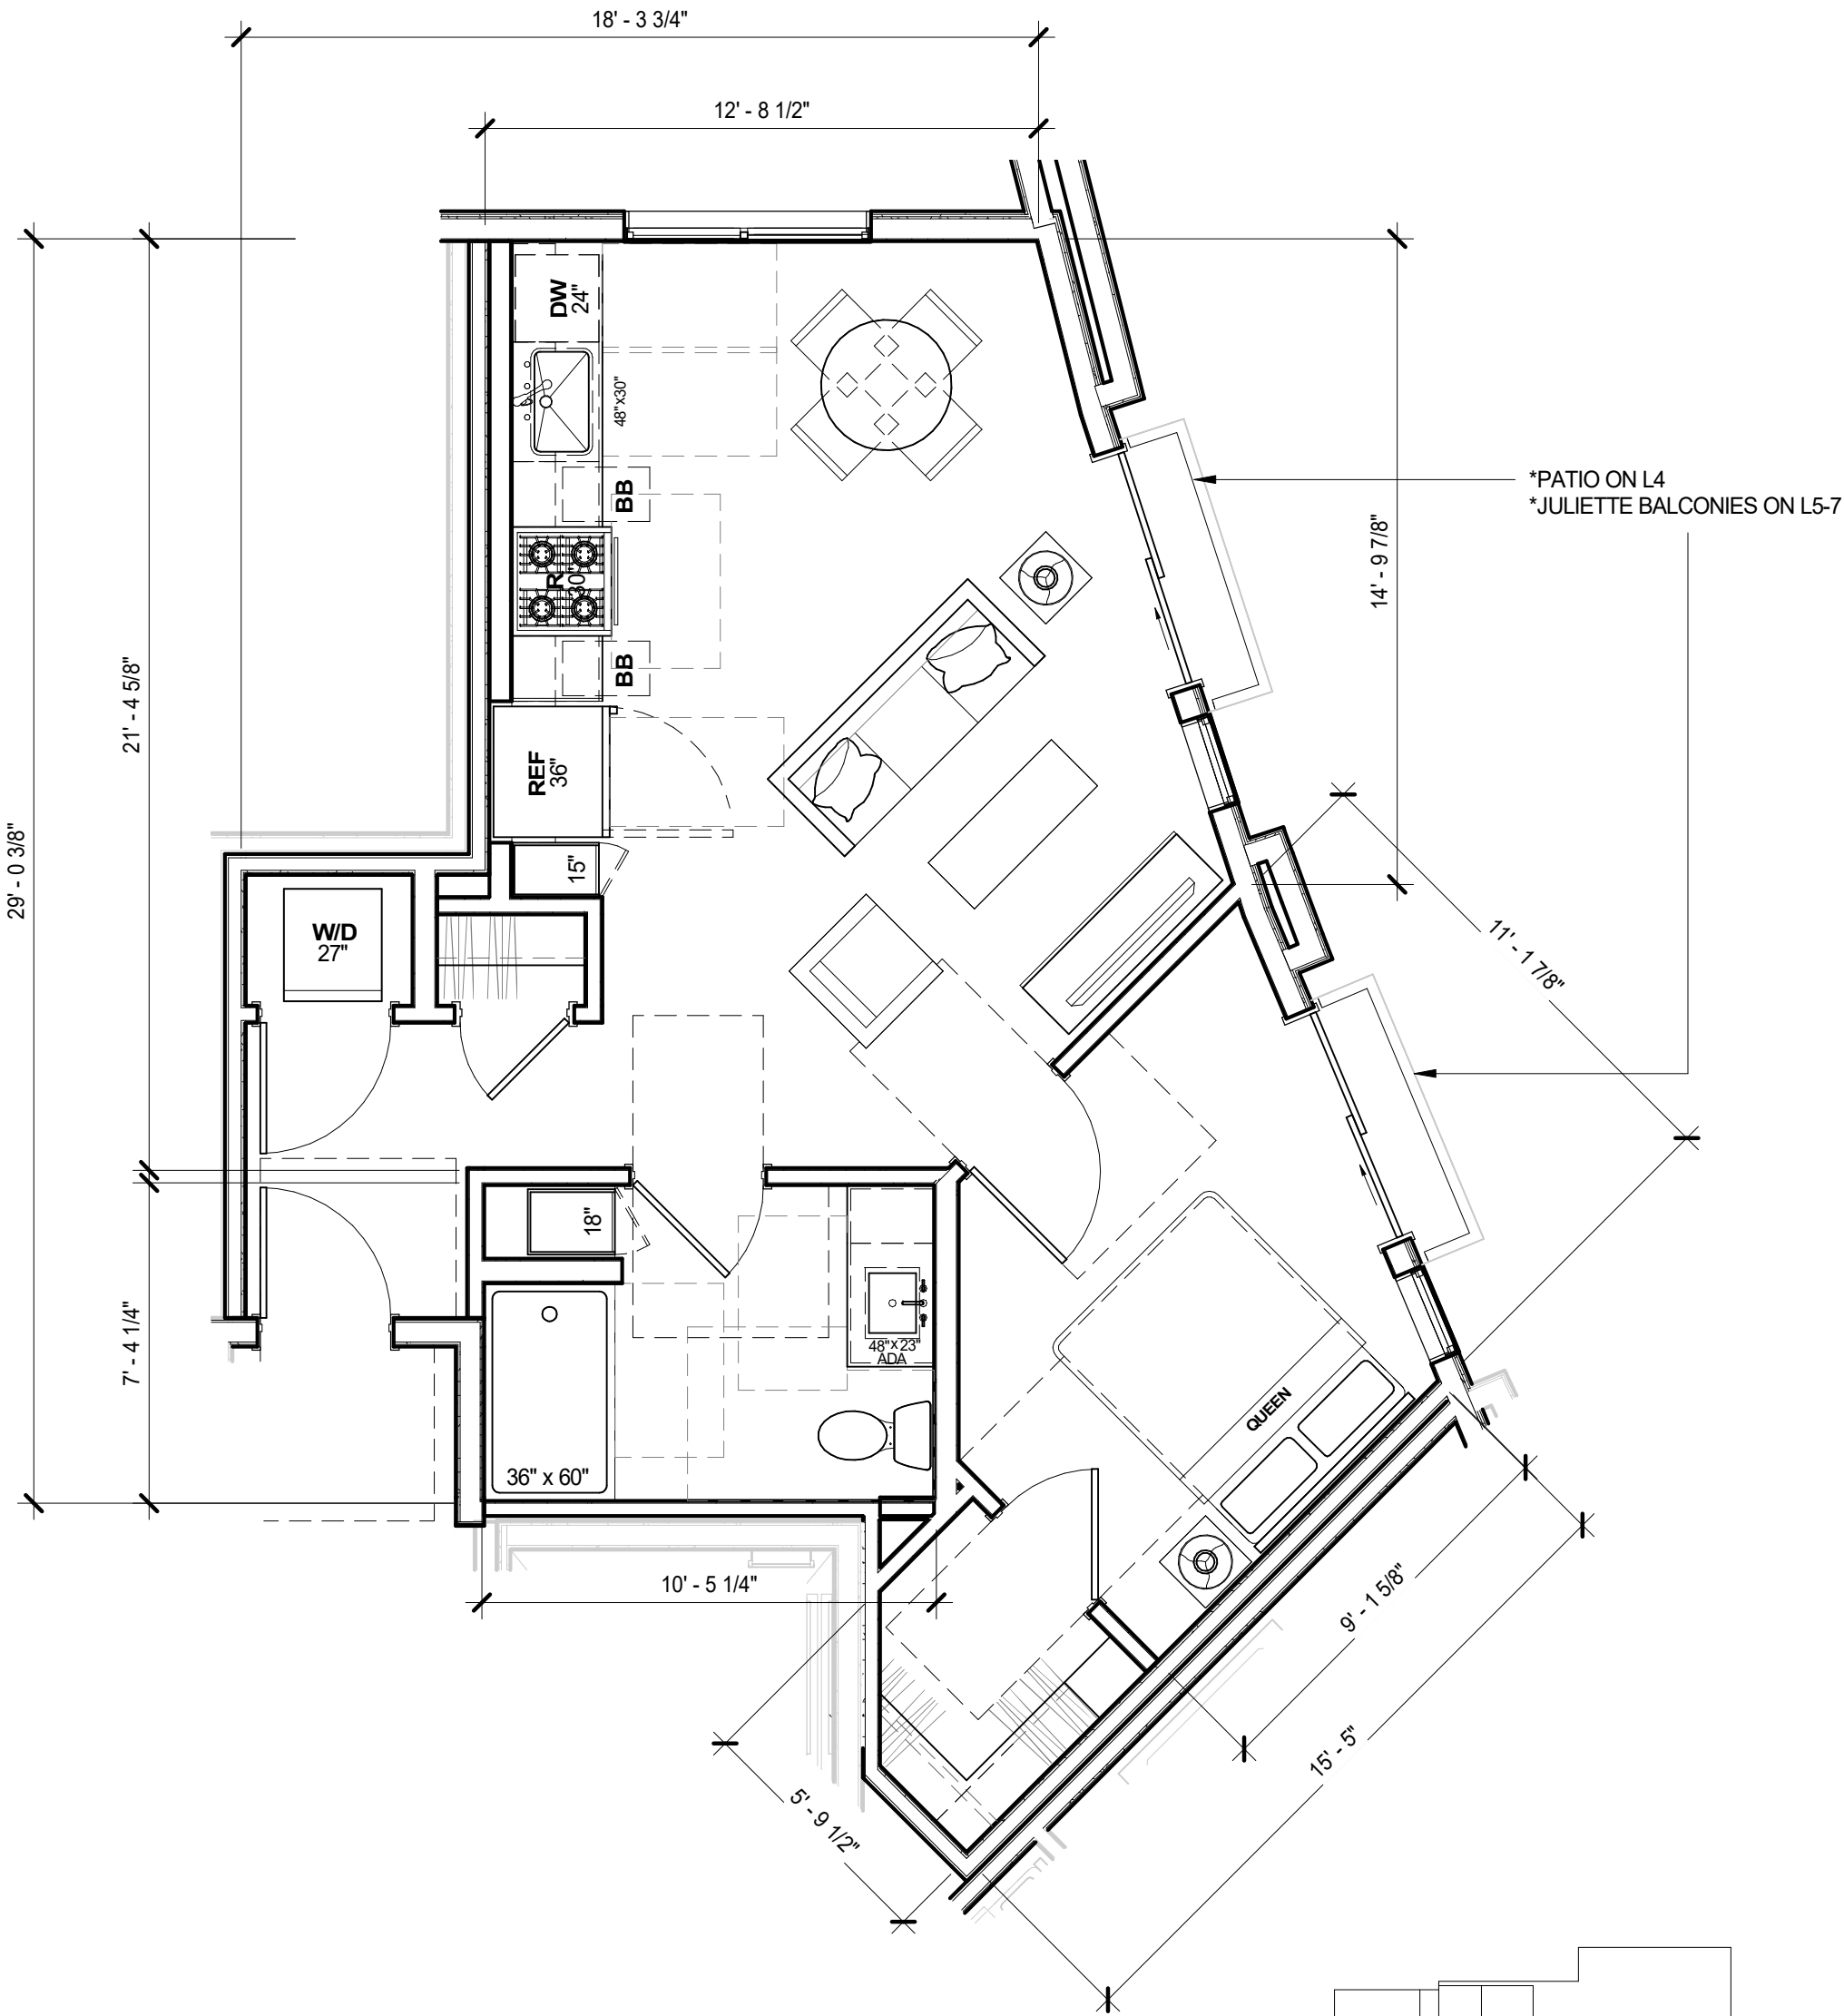 18' - 3 3/4"
12' - 8 1/2"
DW
24"
48"x30"
*PATIO ON L4
*JULIETTE BALCONIES ON L5-7
BB
14' - 9 7/8"
R
30"
BB
21' - 4 5/8"
REF
36"
29' - 0 3/8"
15"
W/D
27"
11' - 1 7/8"
18"
7' - 4 1/4"
48"x23"
ADA
QUEEN
36" x 60"
10' - 5 1/4"
9' - 1 5/8"
15' - 5"
5' - 9 1/2"